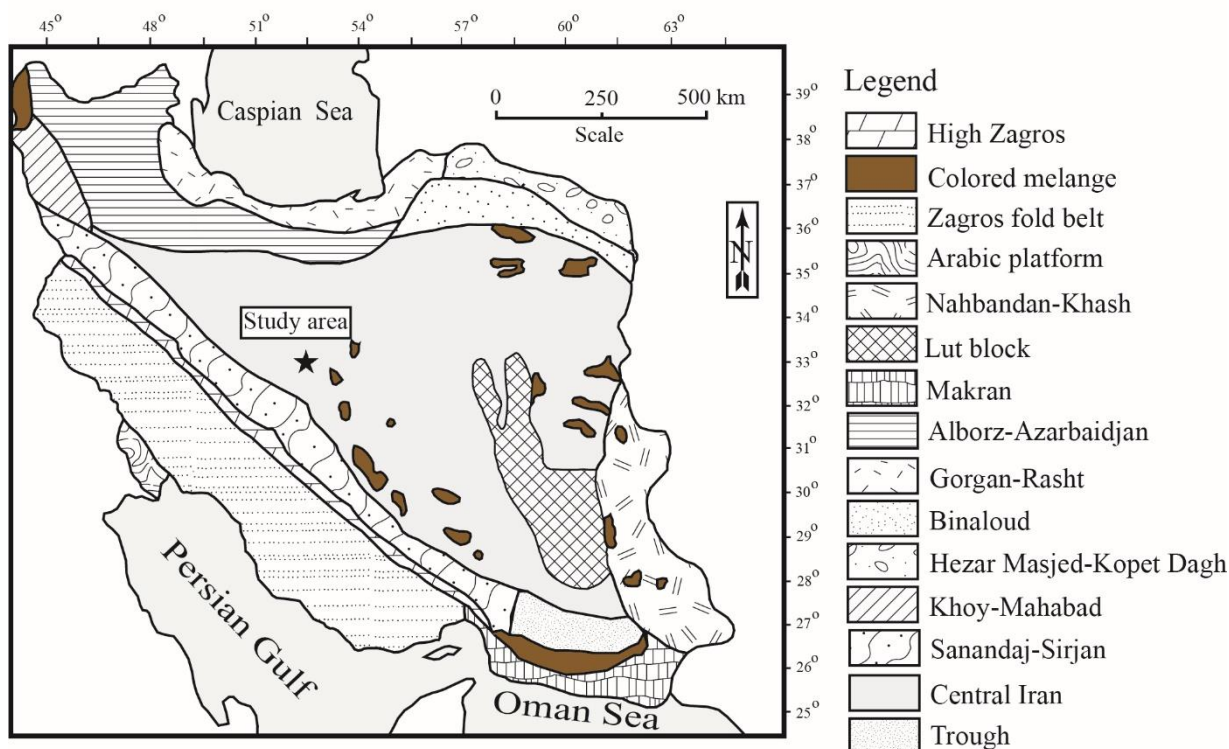 45° 48° 51° 54° 57° 60° 63°
Caspian Sea
0 250 500 km
Scale
N
Study area
Persian Gulf
Oman Sea
39°
38°
37°
36°
35°
34°
33°
32°
31°
30°
29°
28°
27°
26°
25°
Legend
High Zagros
Colored melange
Zagros fold belt
Arabic platform
Nahbandan-Khash
Lut block
Makran
Alborz-Azarbaidjan
Gorgan-Rasht
Binaloud
Hezar Masjed-Kopet Dagh
Khoy-Mahabad
Sanandaj-Sirjan
Central Iran
Trough